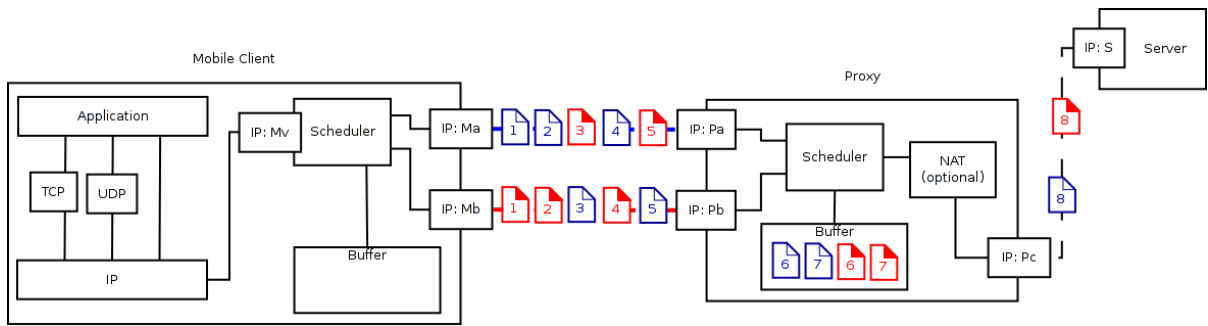 Mobile Client
Application
TCP
UDP
IP
IP: Mv
Scheduler
Buffer
IP: Ma
IP: Mb
1 2 3 4 5
1 2 3 4 5
Proxy
IP: Pa
IP: Pb
Scheduler
Buffer
6 7 6 7
NAT
(optional)
IP: Pc
8
8
IP: S
Server